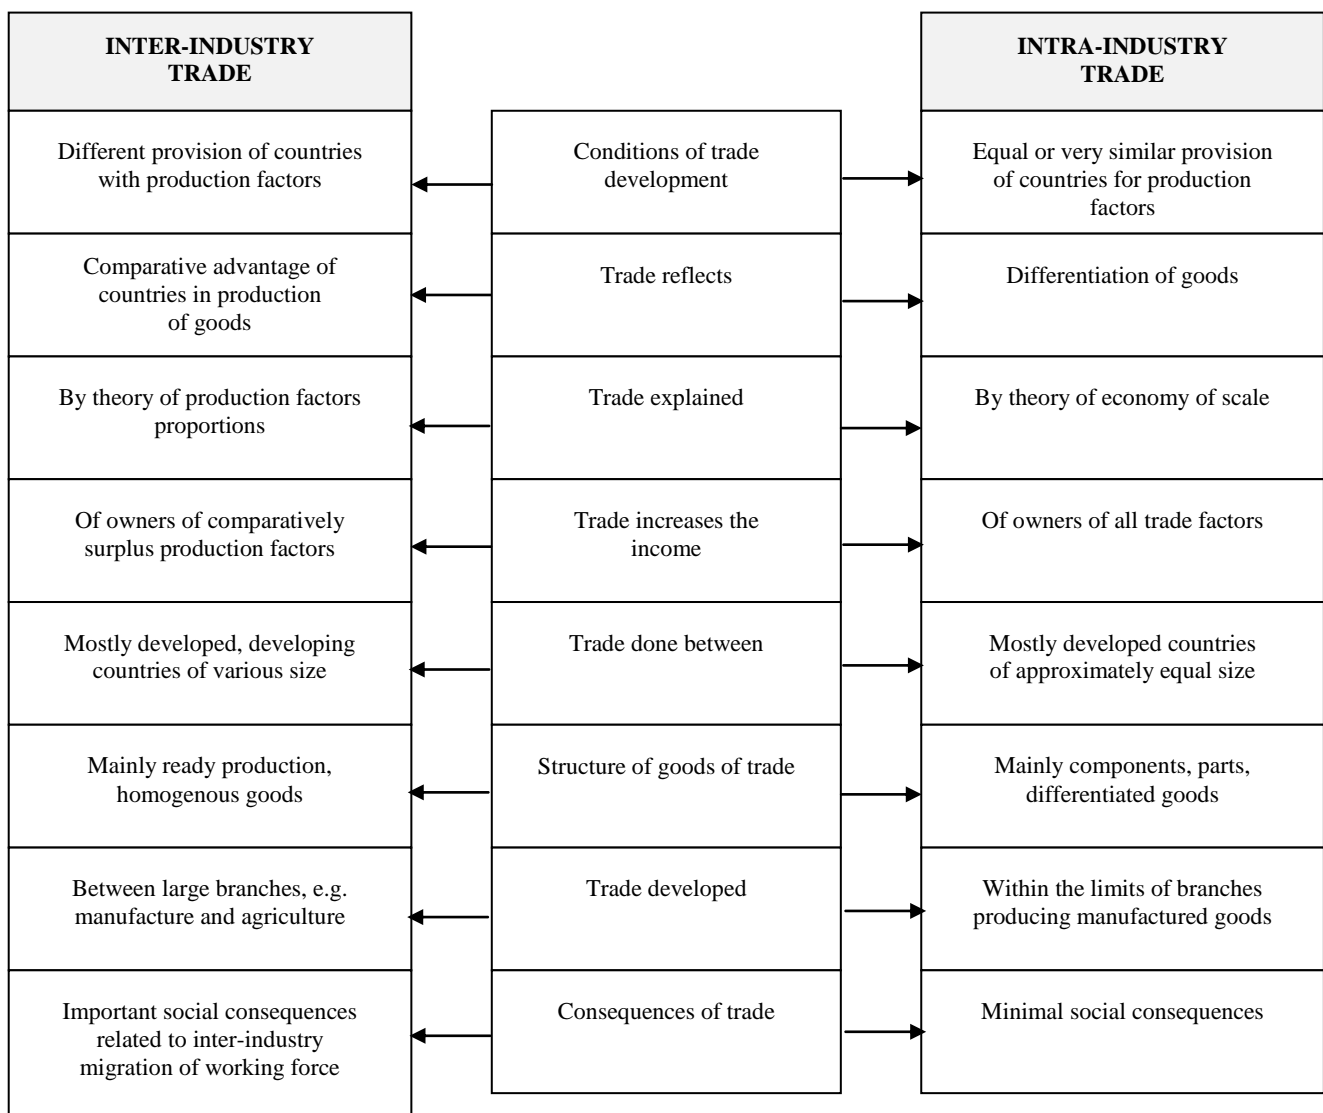 INTER-INDUSTRY
TRADE
INTRA-INDUSTRY
TRADE
Different provision of countries
with production factors
Conditions of trade
development
Equal or very similar provision
of countries for production
factors
Comparative advantage of
countries in production
of goods
Trade reflects
Differentiation of goods
By theory of production factors
proportions
Trade explained
By theory of economy of scale
Of owners of comparatively
surplus production factors
Trade increases the
income
Of owners of all trade factors
Mostly developed, developing
countries of various size
Trade done between
Mostly developed countries
of approximately equal size
Mainly ready production,
homogenous goods
Structure of goods of trade
Mainly components, parts,
differentiated goods
Between large branches, e.g.
manufacture and agriculture
Trade developed
Within the limits of branches
producing manufactured goods
Important social consequences
related to inter-industry
migration of working force
Consequences of trade
Minimal social consequences